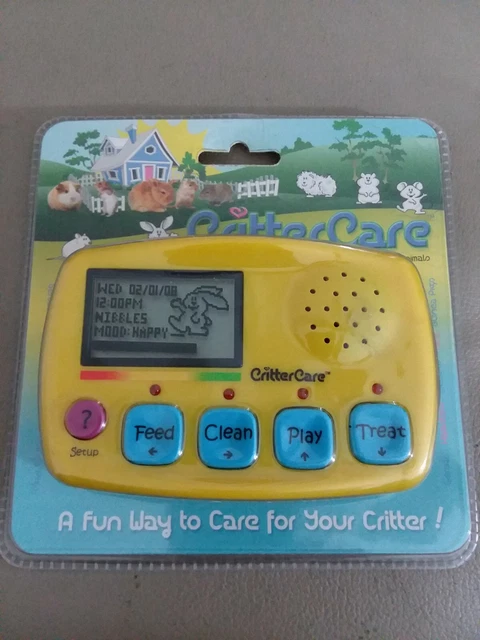 CritterCare
WED 02/01/08
12:00PM
NIBBLES
MOOD:HAPPY
CritterCare™
?
Setup
Feed
Clean
Play
Treat
A Fun Way to Care for Your Critter !